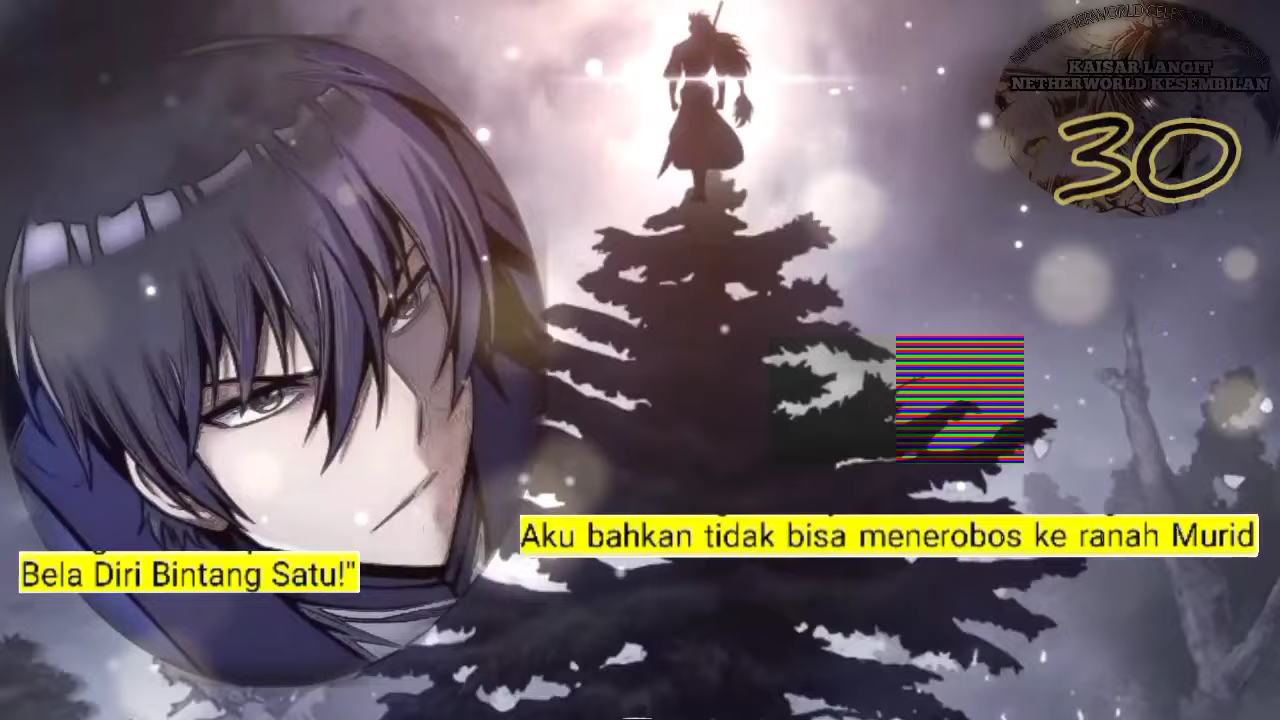 KAISAR LANGIT
NETHERWORLD KESEMBILAN
30
Aku bahkan tidak bisa menerobos ke ranah Murid
Bela Diri Bintang Satu!"